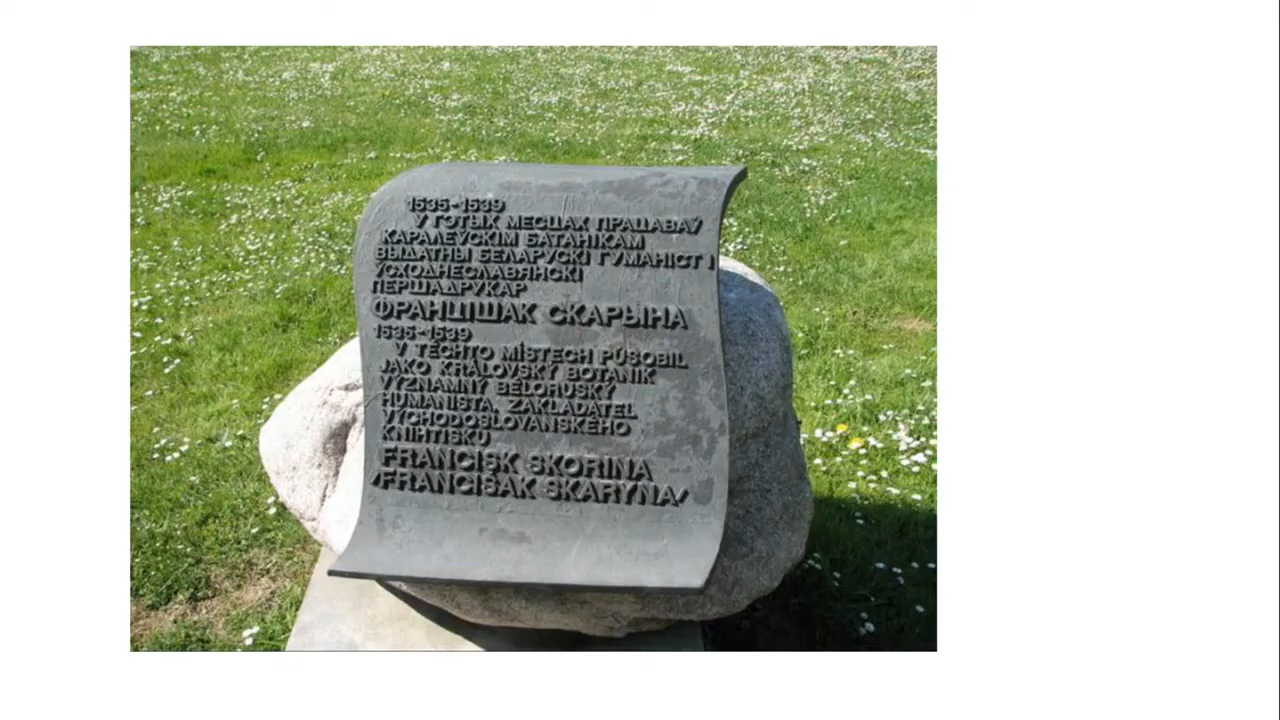 1535-1539
У ГЭТЫХ МЕСЦАХ ПРАЦАВАЎ
КАРАЛЕЎСКІМ БАТАНІКАМ
ВЫДАТНЫ БЕЛАРУСКІ ГУМАНІСТ І
ЎСХОДНЕСЛАВЯНСКІ
ПЕРШАДРУКАР
ФРАНЦІШАК СКАРЫНА
1535-1539
V TĚCHTO MÍSTECH PŮSOBIL
JAKO KRÁLOVSKÝ BOTANIK
VÝZNAMNÝ BĚLORUSKÝ
HUMANISTA, ZAKLADATEL
VÝCHODOSLOVANSKÉHO
KNIHTISKU
FRANCISK SKORINA
/FRANCIŠAK SKARYNA/